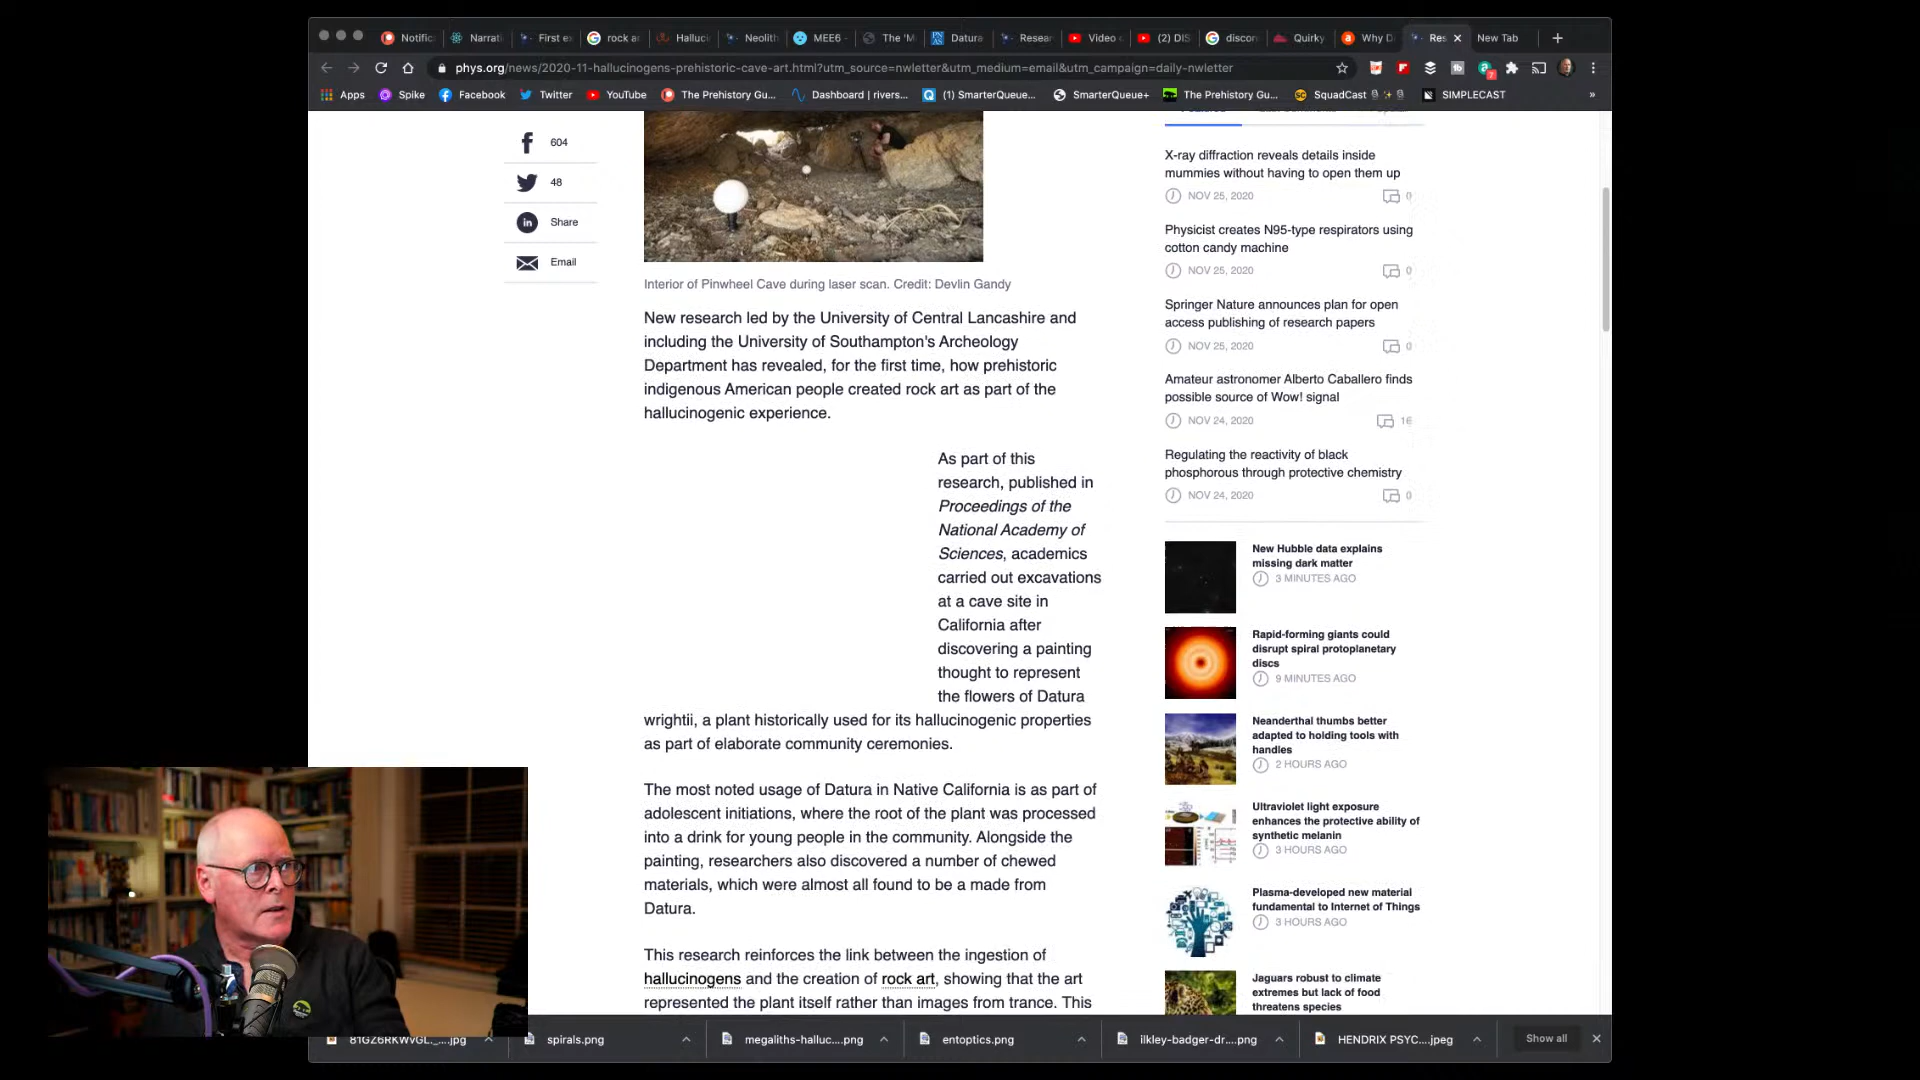 Notific
Narrati
First e
rock ar
Halluci
Neolith
MEE6 -
The 'M
Datura
Resear
Video
(2) DIS
discor
Quirky
Why D
Res
New Tab
phys.org/news/2020-11-hallucinogens-prehistoric-cave-art.html?utm_source=nwletter&utm_medium=email&utm_campaign=daily-nwletter
Apps
Spike
Facebook
Twitter
YouTube
The Prehistory Gu...
Dashboard | rivers...
(1) SmarterQueue...
SmarterQueue+
The Prehistory Gu...
SquadCast
SIMPLECAST
»
604
48
Share
Email
Interior of Pinwheel Cave during laser scan. Credit: Devlin Gandy
New research led by the University of Central Lancashire and
including the University of Southampton's Archeology
Department has revealed, for the first time, how prehistoric
indigenous American people created rock art as part of the
hallucinogenic experience.
As part of this
research, published in
Proceedings of the
National Academy of
Sciences, academics
carried out excavations
at a cave site in
California after
discovering a painting
thought to represent
the flowers of Datura
wrightii, a plant historically used for its hallucinogenic properties
as part of elaborate community ceremonies.
The most noted usage of Datura in Native California is as part of
adolescent initiations, where the root of the plant was processed
into a drink for young people in the community. Alongside the
painting, researchers also discovered a number of chewed
materials, which were almost all found to be a made from
Datura.
This research reinforces the link between the ingestion of
hallucinogens and the creation of rock art, showing that the art
represented the plant itself rather than images from trance. This
X-ray diffraction reveals details inside
mummies without having to open them up
NOV 25, 2020
0
Physicist creates N95-type respirators using
cotton candy machine
NOV 25, 2020
0
Springer Nature announces plan for open
access publishing of research papers
NOV 25, 2020
0
Amateur astronomer Alberto Caballero finds
possible source of Wow! signal
NOV 24, 2020
16
Regulating the reactivity of black
phosphorous through protective chemistry
NOV 24, 2020
0
New Hubble data explains
missing dark matter
3 MINUTES AGO
Rapid-forming giants could
disrupt spiral protoplanetary
discs
9 MINUTES AGO
Neanderthal thumbs better
adapted to holding tools with
handles
2 HOURS AGO
Ultraviolet light exposure
enhances the protective ability of
synthetic melanin
3 HOURS AGO
Plasma-developed new material
fundamental to Internet of Things
3 HOURS AGO
Jaguars robust to climate
extremes but lack of food
threatens species
81GZ6RKWVGL._....jpg
spirals.png
megaliths-halluc....png
entoptics.png
ilkley-badger-dr....png
HENDRIX PSYC....jpeg
Show all